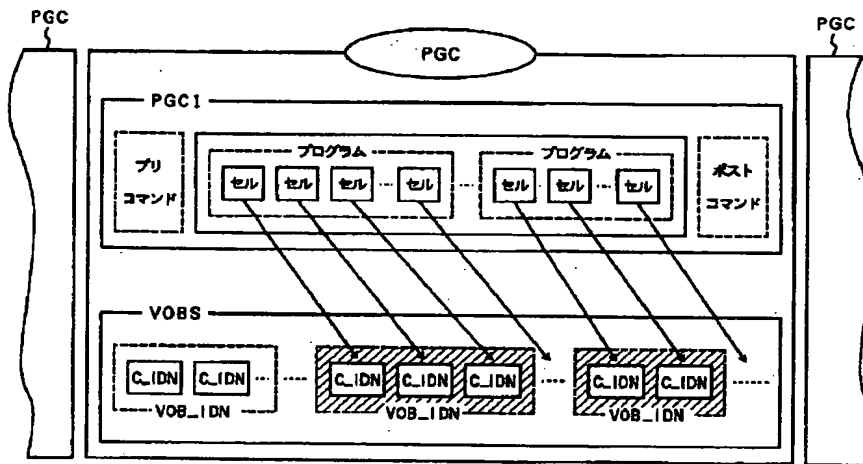 PGC
PGC
PGC
PGCI
プリ
コマンド
プログラム
セル セル セル セル
プログラム
セル セル セル
ポスト
コマンド
VOBS
C_IDN C_IDN
VOB_IDN
C_IDN C_IDN C_IDN
VOB_IDN
C_IDN C_IDN
VOB_IDN